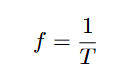 f = 1/T